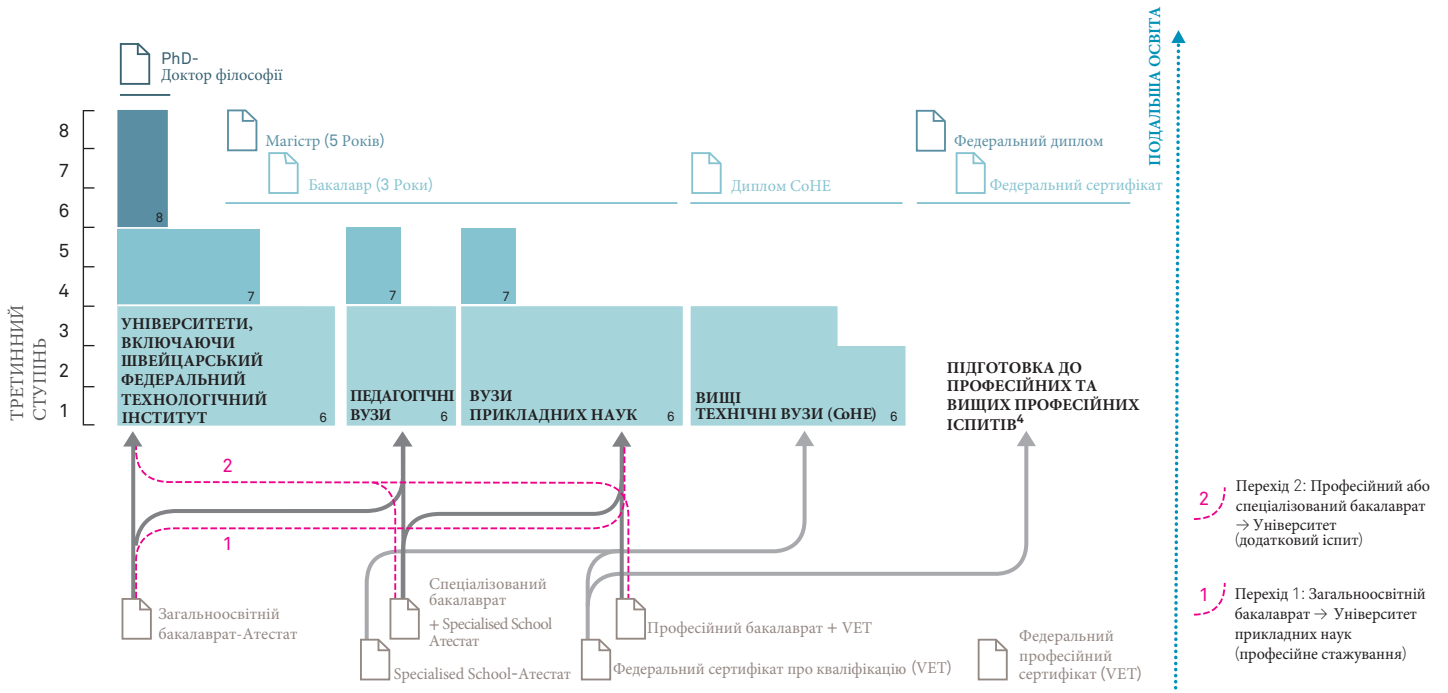 PhD-
Доктор філософії
ПОДАЛЬША ОСВІТА
8
7
6
5
4
3
2
1
ТРЕТИННИЙ
СТУПІНЬ
Магістр (5 Років)
Бакалавр (3 Роки)
Диплом CoHE
Федеральний диплом
Федеральний сертифікат
8
7
7
7
УНІВЕРСИТЕТИ,
ВКЛЮЧАЮЧИ
ШВЕЙЦАРСЬКИЙ
ФЕДЕРАЛЬНИЙ
ТЕХНОЛОГІЧНИЙ
ІНСТИТУТ
6
ПЕДАГОГІЧНІ
ВУЗИ
6
ВУЗИ
ПРИКЛАДНИХ НАУК
6
ВИЩІ
ТЕХНІЧНІ ВУЗИ (CoHE)
6
ПІДГОТОВКА ДО
ПРОФЕСІЙНИХ ТА
ВИЩИХ ПРОФЕСІЙНИХ
ІСПИТІВ4
2
1
Загальноосвітній
бакалаврат-Атестат
Спеціалізований
бакалаврат
+ Specialised School
Атестат
Specialised School-Атестат
Професійний бакалаврат + VET
Федеральний сертифікат про кваліфікацію (VET)
Федеральний
професійний
сертифікат (VET)
2
Перехід 2: Професійний або
спеціалізований бакалаврат
→ Університет
(додатковий іспит)
1
Перехід 1: Загальноосвітній
бакалаврат → Університет
прикладних наук
(професійне стажування)